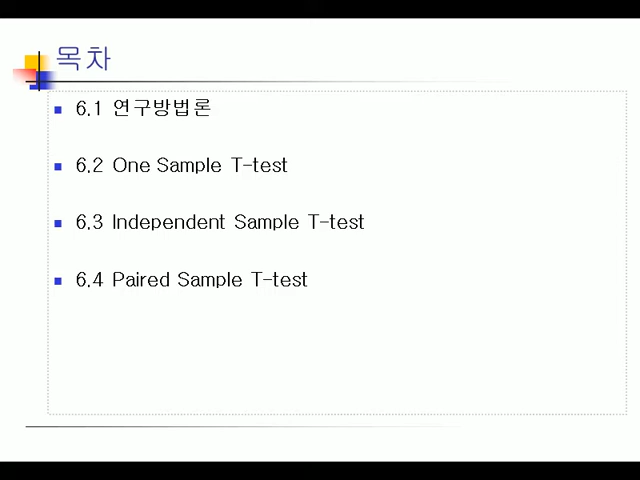 목차
6.1 연구방법론
6.2 One Sample T-test
6.3 Independent Sample T-test
6.4 Paired Sample T-test